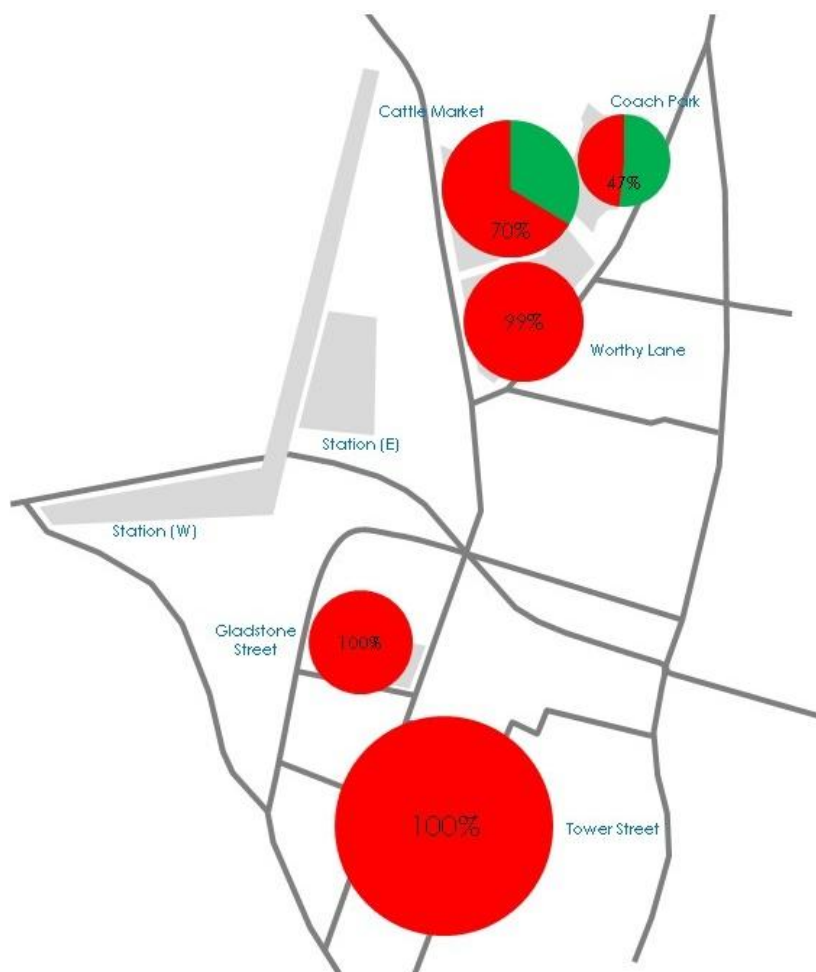 Coach Park
Cattle Market
47%
70%
99%
Worthy Lane
Station (E)
Station (W)
Gladstone
Street
100%
100%
Tower Street